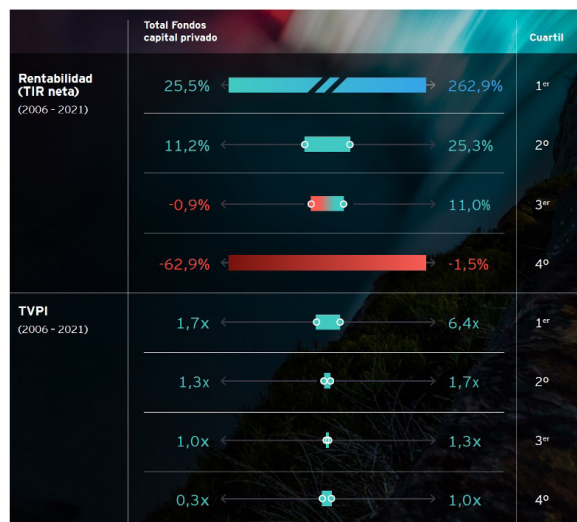 Total Fondos
capital privado
Cuartil
Rentabilidad
(TIR neta)
(2006 - 2021)
25,5% 262,9% 1er
11,2% 25,3% 2º
-0,9% 11,0% 3er
-62,9% -1,5% 4º
TVPI
(2006 - 2021)
1,7x 6,4x 1er
1,3x 1,7x 2º
1,0x 1,3x 3er
0,3x 1,0x 4º